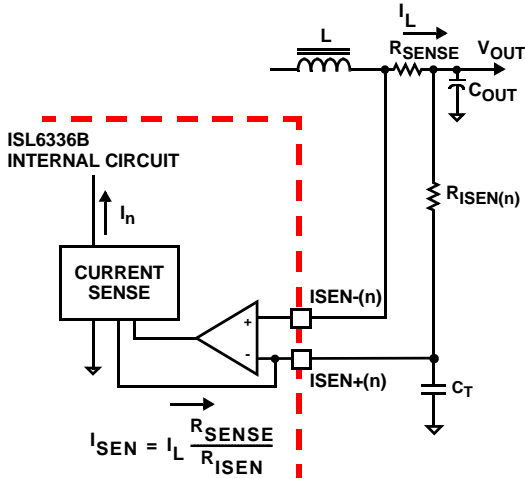 I_L
L
R_SENSE
V_OUT
C_OUT
ISL6336B
INTERNAL CIRCUIT
R_ISEN(n)
I_n
CURRENT
SENSE
+
-
ISEN-(n)
ISEN+(n)
C_T
I_SEN = I_L R_SENSE / R_ISEN